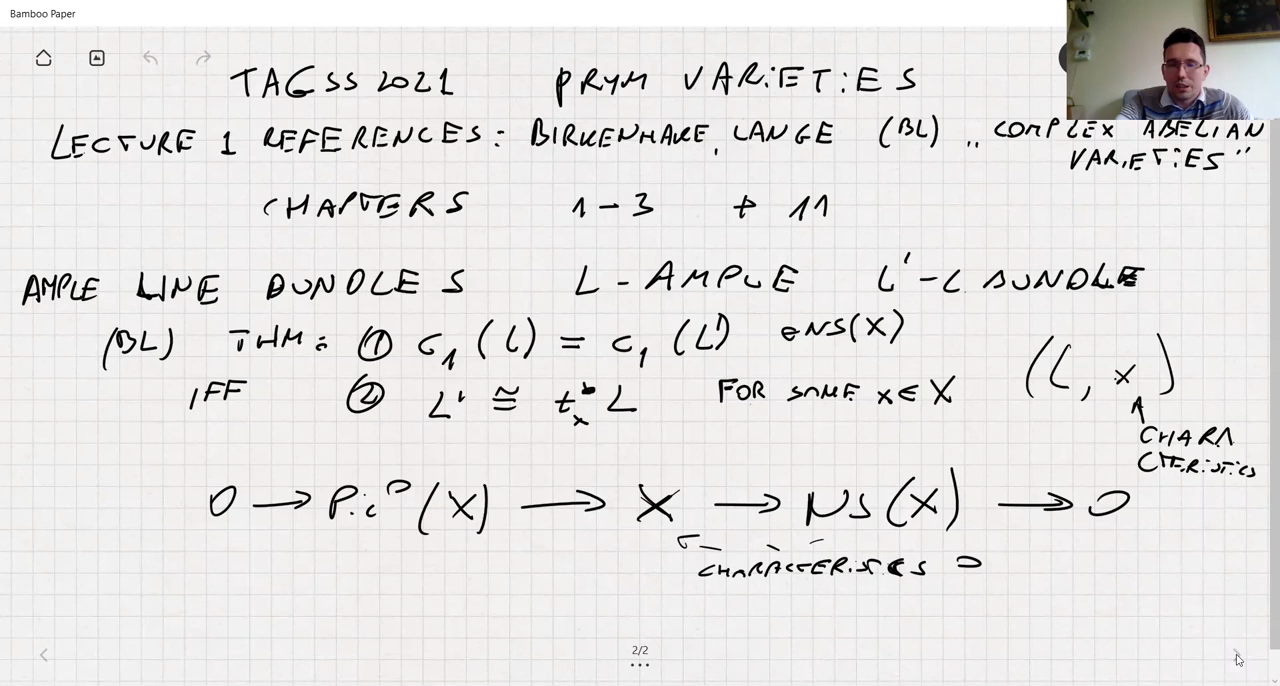 Bamboo Paper
TAGSS 2021 PRYM VARIETIES
LECTURE 1 REFERENCES: BIRKENHAKE, LANGE (BL) „COMPLEX ABELIAN
VARIETIES"
CHAPTERS 1-3 + 11
AMPLE LINE BUNDLES L - AMPLE L' - L BUNDLE
(BL) THM: ① c₁(L) = c₁(L') ∈ NS(X)
IFF ② L' ≅ t*ₓ L FOR SOME x ∈ X
(L, x)
↑
CHARA
CTERISTICS
0 → Pic⁰(X) → X → NS(X) → 0
CHARACTERISTICS 0
2/2